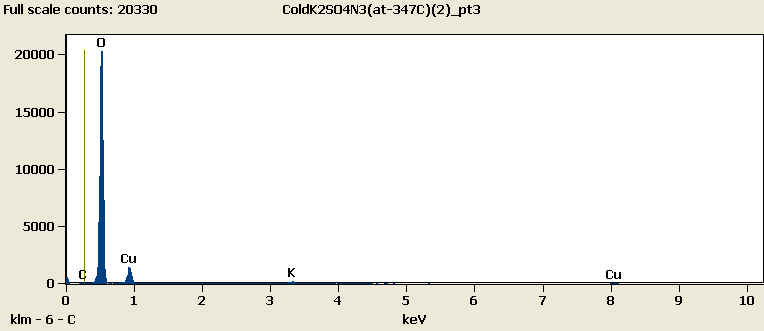 Full scale counts: 20330 ColdK2SO4N3(at-347C)(2)_pt3
20000
15000
10000
5000
0
O
C
Cu
K
Cu
0 1 2 3 4 5 6 7 8 9 10
klm - 6 - C keV